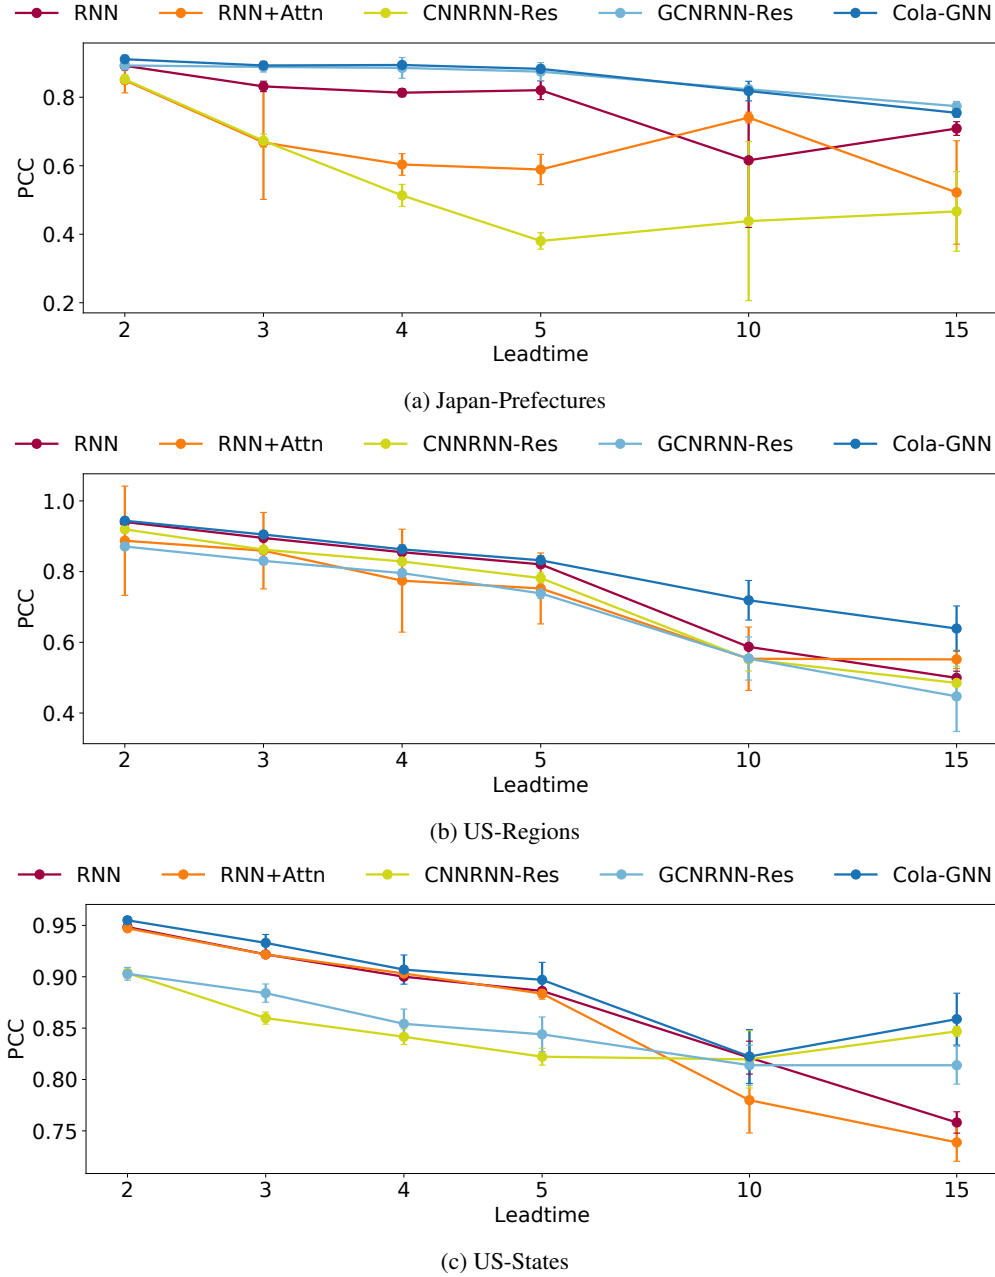 RNN RNN+Attn CNNRNN-Res GCNRNN-Res Cola-GNN
0.8
0.6
0.4
0.2
PCC
2 3 4 5 10 15
Leadtime
(a) Japan-Prefectures
RNN RNN+Attn CNNRNN-Res GCNRNN-Res Cola-GNN
1.0
0.8
0.6
0.4
PCC
2 3 4 5 10 15
Leadtime
(b) US-Regions
RNN RNN+Attn CNNRNN-Res GCNRNN-Res Cola-GNN
0.95
0.90
0.85
0.80
0.75
PCC
2 3 4 5 10 15
Leadtime
(c) US-States